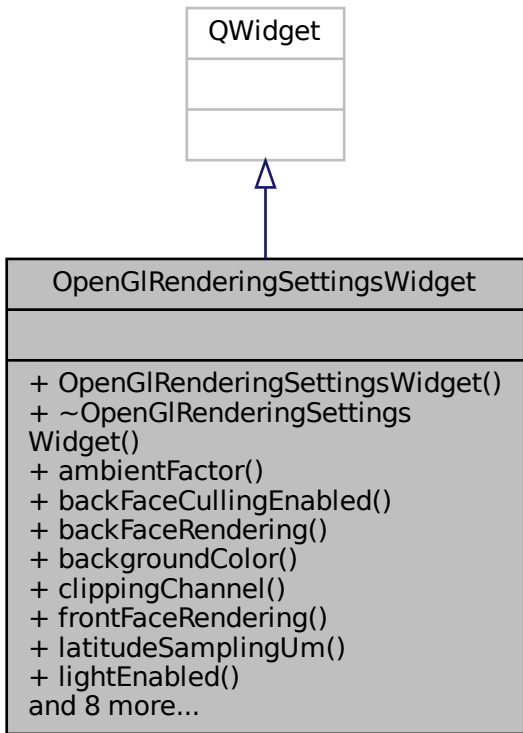 QWidget
OpenGlRenderingSettingsWidget
+ OpenGlRenderingSettingsWidget()
+ ~OpenGlRenderingSettings
Widget()
+ ambientFactor()
+ backFaceCullingEnabled()
+ backFaceRendering()
+ backgroundColor()
+ clippingChannel()
+ frontFaceRendering()
+ latitudeSamplingUm()
+ lightEnabled()
and 8 more...